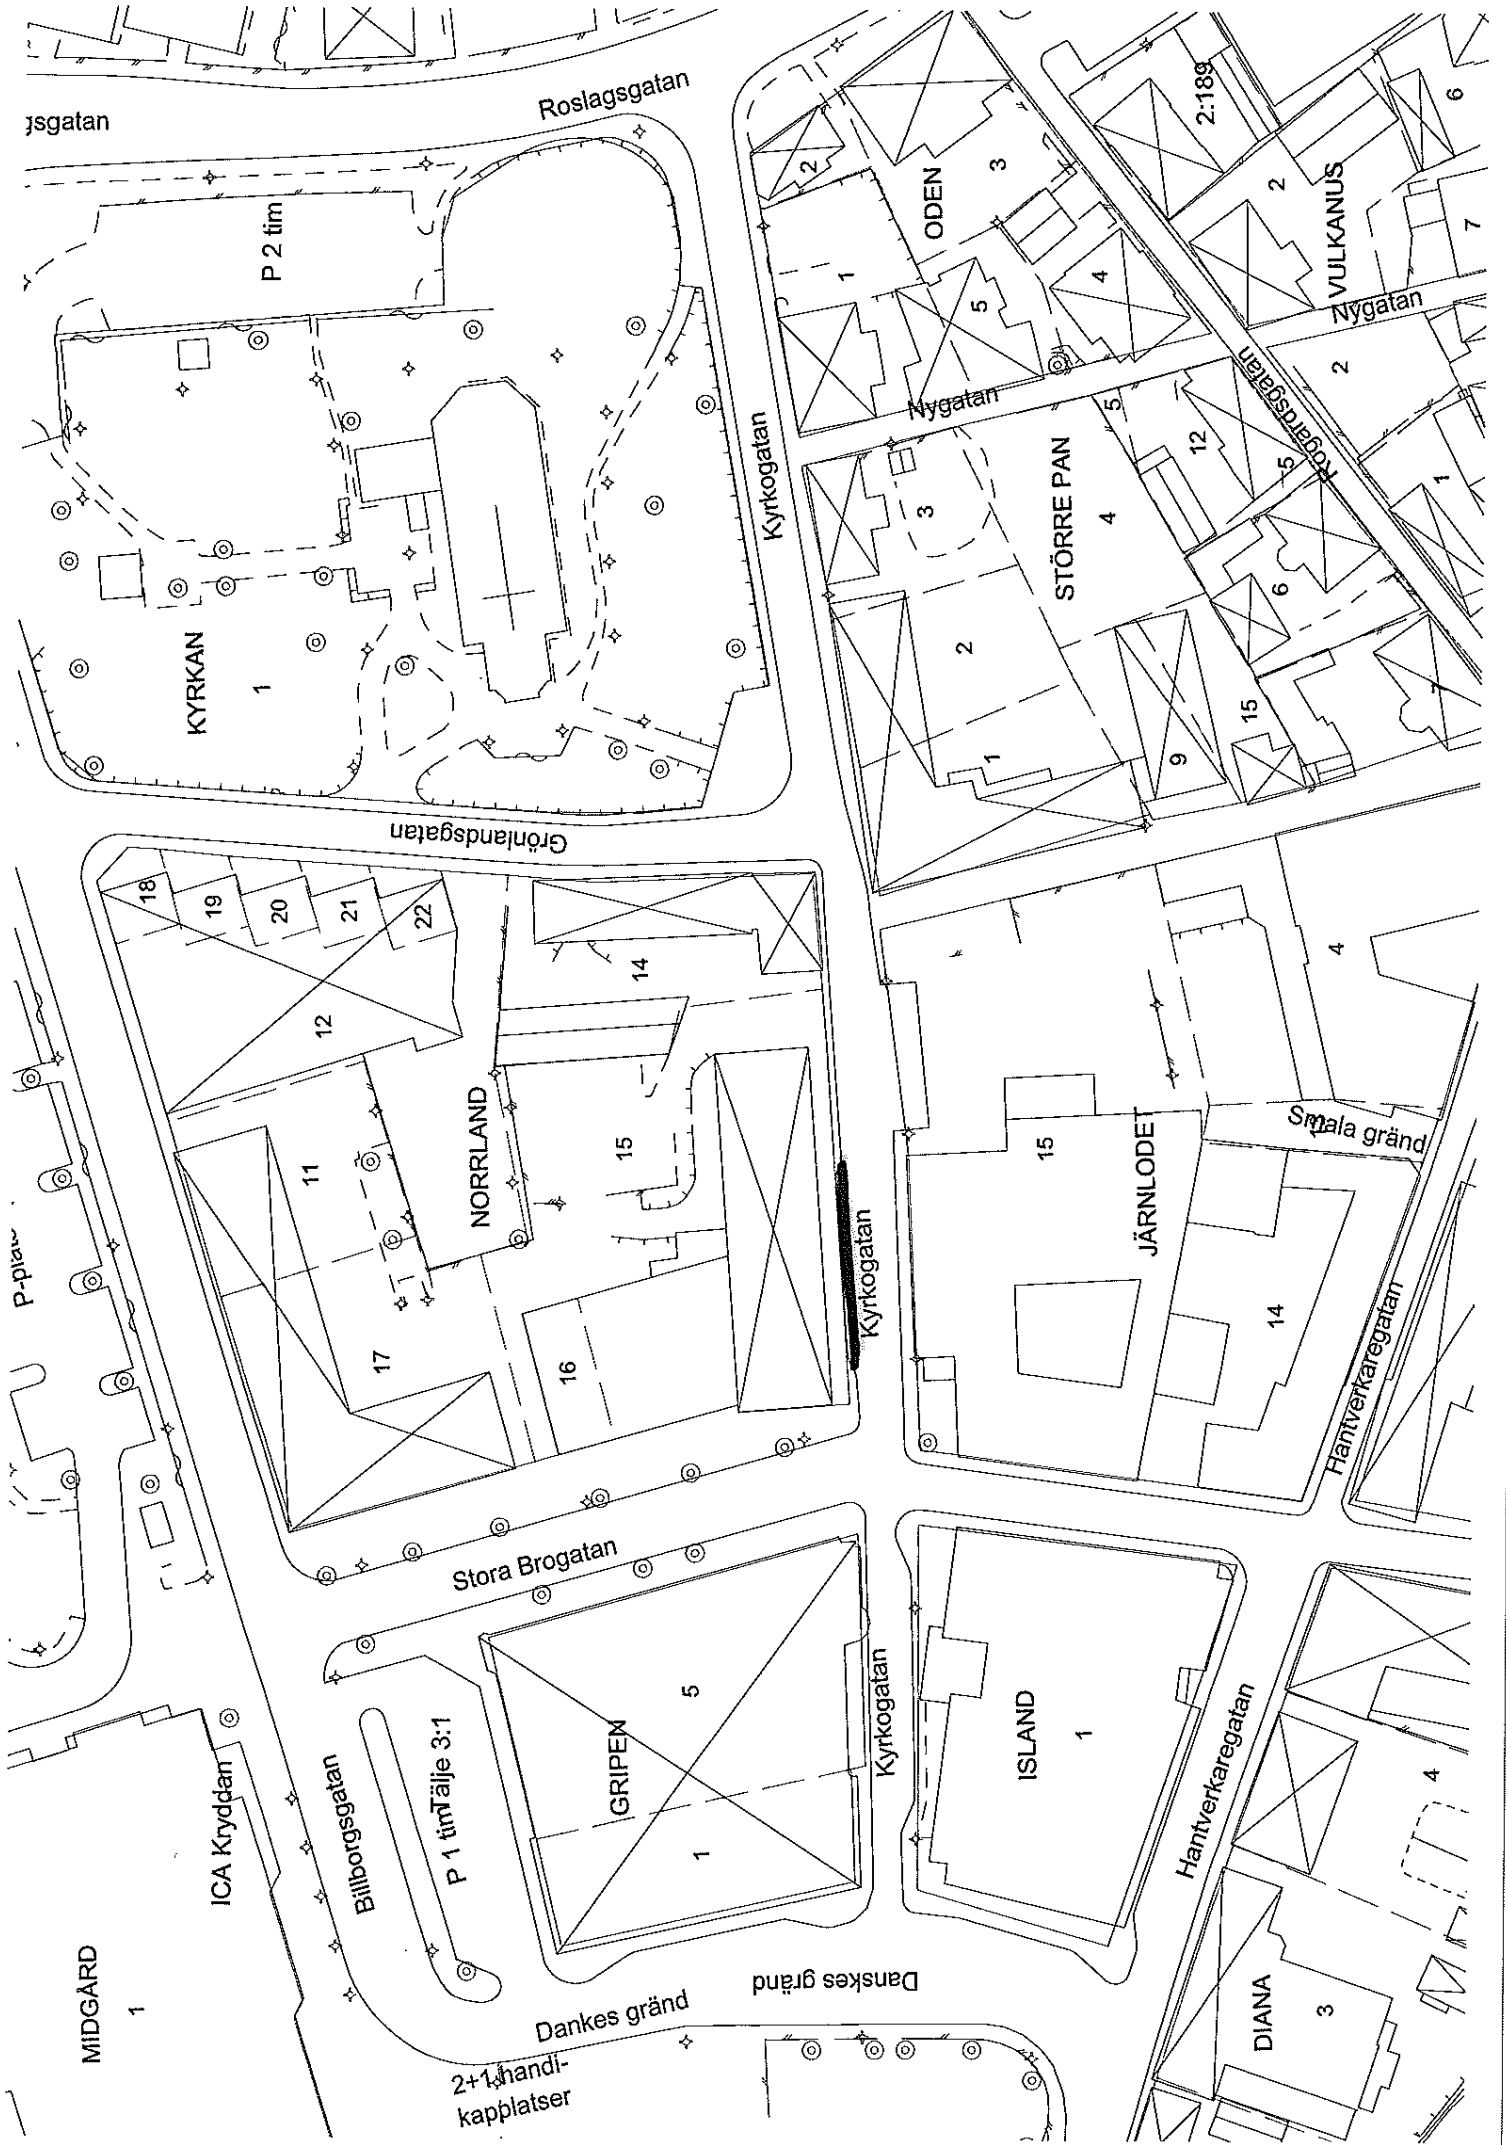 gsgatan
Roslagsgatan
P 2 tim
2
3
ODEN
1
5
4
2:189
2
VULKANUS
6
7
Nygatan
Nygatan
2
1
Rögårdsgatan
Kyrkogatan
KYRKAN
1
3
STÖRRE PAN
4
5
12
5
6
2
1
9
15
7
Grönlandsgatan
18
19
20
21
22
12
14
11
NORRLAND
15
17
16
Kyrkogatan
15
JÄRNLODET
4
Smala gränd
14
Hantverkaregatan
Stora Brogatan
ICA Kryddan
Billborgsgatan
P 1 tim
Tälje 3:1
GRIPEN
5
1
Kyrkogatan
ISLAND
1
Hantverkaregatan
4
MIDGÅRD
1
Dankes gränd
Danskes gränd
DIANA
3
2+1 handi-
kapplatser